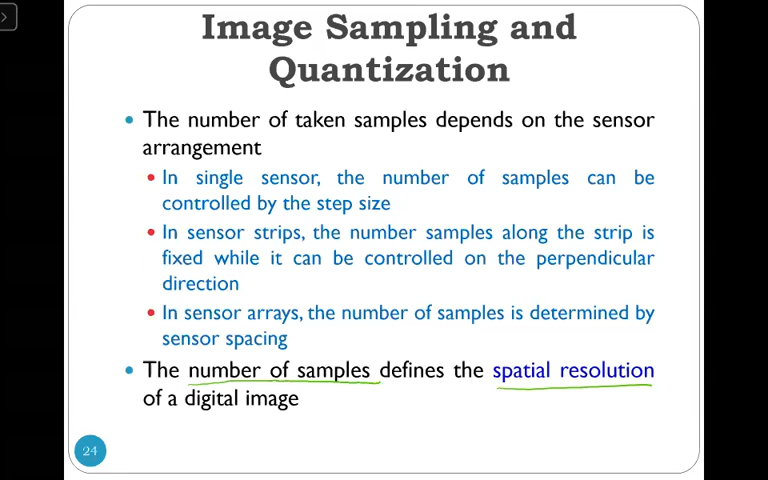 Image Sampling and
Quantization
• The number of taken samples depends on the sensor
arrangement
• In single sensor, the number of samples can be
controlled by the step size
• In sensor strips, the number samples along the strip is
fixed while it can be controlled on the perpendicular
direction
• In sensor arrays, the number of samples is determined by
sensor spacing
• The number of samples defines the spatial resolution
of a digital image
24